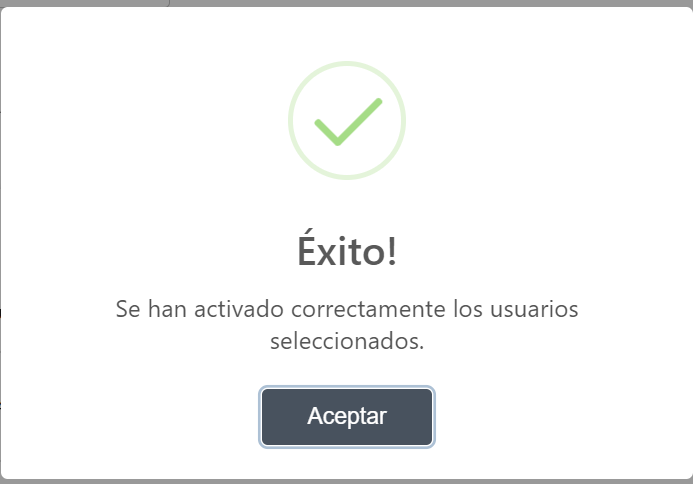 Éxito!
Se han activado correctamente los usuarios
seleccionados.
Aceptar